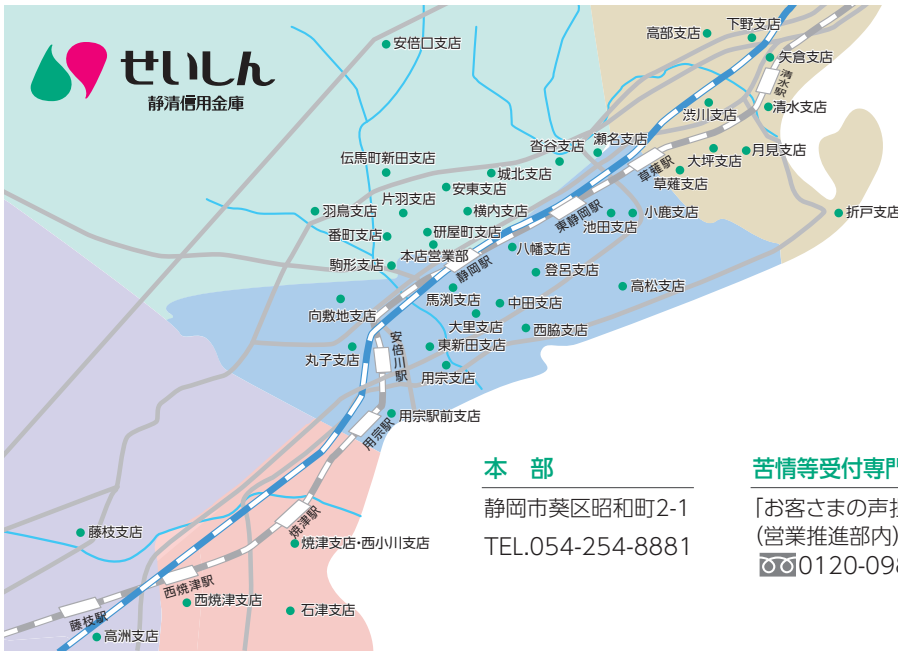 せいしん
静清信用金庫
安倍口支店
高部支店
下野支店
矢倉支店
清水駅
清水支店
渋川支店
瀬名支店
沓谷支店
大坪支店
月見支店
草薙駅
草薙支店
伝馬町新田支店
城北支店
安東支店
片羽支店
羽鳥支店
横内支店
東静岡駅
池田支店
小鹿支店
折戸支店
番町支店
研屋町支店
本店営業部
八幡支店
駒形支店
静岡駅
登呂支店
馬渕支店
高松支店
向敷地支店
中田支店
大里支店
西脇支店
安倍川駅
丸子支店
東新田支店
用宗支店
用宗駅前支店
用宗駅
焼津駅
藤枝支店
焼津支店・西小川支店
西焼津駅
西焼津支店
石津支店
藤枝駅
高洲支店
本 部
静岡市葵区昭和町2-1
TEL.054-254-8881
苦情等受付専門
「お客さまの声
(営業推進部内)
0120-09